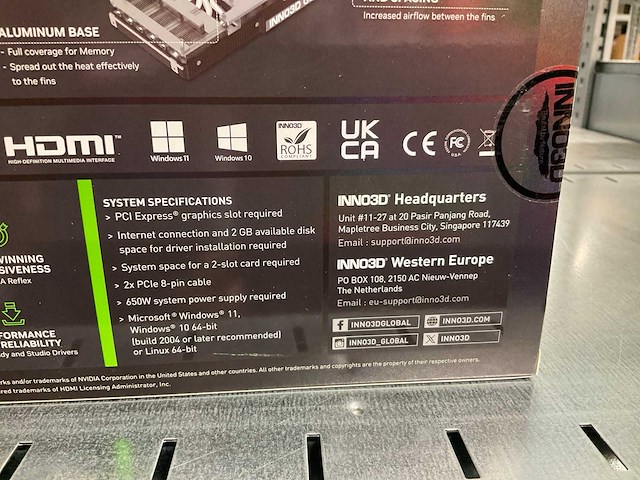 INNO3D
AND SPACING
Increased airflow between the fins
ALUMINUM BASE
- Full coverage for Memory
- Spread out the heat effectively
to the fins
HDMI™
HIGH-DEFINITION MULTIMEDIA INTERFACE
Windows 11
Windows 10
INNO3D
ROHS
COMPLIANT
UK
CA
CE
FC
INNO3D
SYSTEM SPECIFICATIONS
> PCI Express® graphics slot required
> Internet connection and 2 GB available disk
space for driver installation required
> System space for a 2-slot card required
> 2x PCIe 8-pin cable
> 650W system power supply required
> Microsoft® Windows® 11,
Windows® 10 64-bit
(build 2004 or later recommended)
or Linux 64-bit
INNO3D® Headquarters
Unit #11-27 at 20 Pasir Panjang Road,
Mapletree Business City, Singapore 117439
Email : support@inno3d.com
INNO3D® Western Europe
PO BOX 108, 2150 AC Nieuw-Vennep
The Netherlands
Email : eu-support@inno3d.com
INNO3DGLOBAL
INNO3D.COM
INNO3D_GLOBAL
INNO3D
WINNING
SIVENESS
A Reflex
FORMANCE
RELIABILITY
dy and Studio Drivers
rks and/or trademarks of NVIDIA Corporation in the United States and other countries. All other trademarks and copyrights are the property of their respective owners.
red trademarks of HDMI Licensing Administrator, Inc.